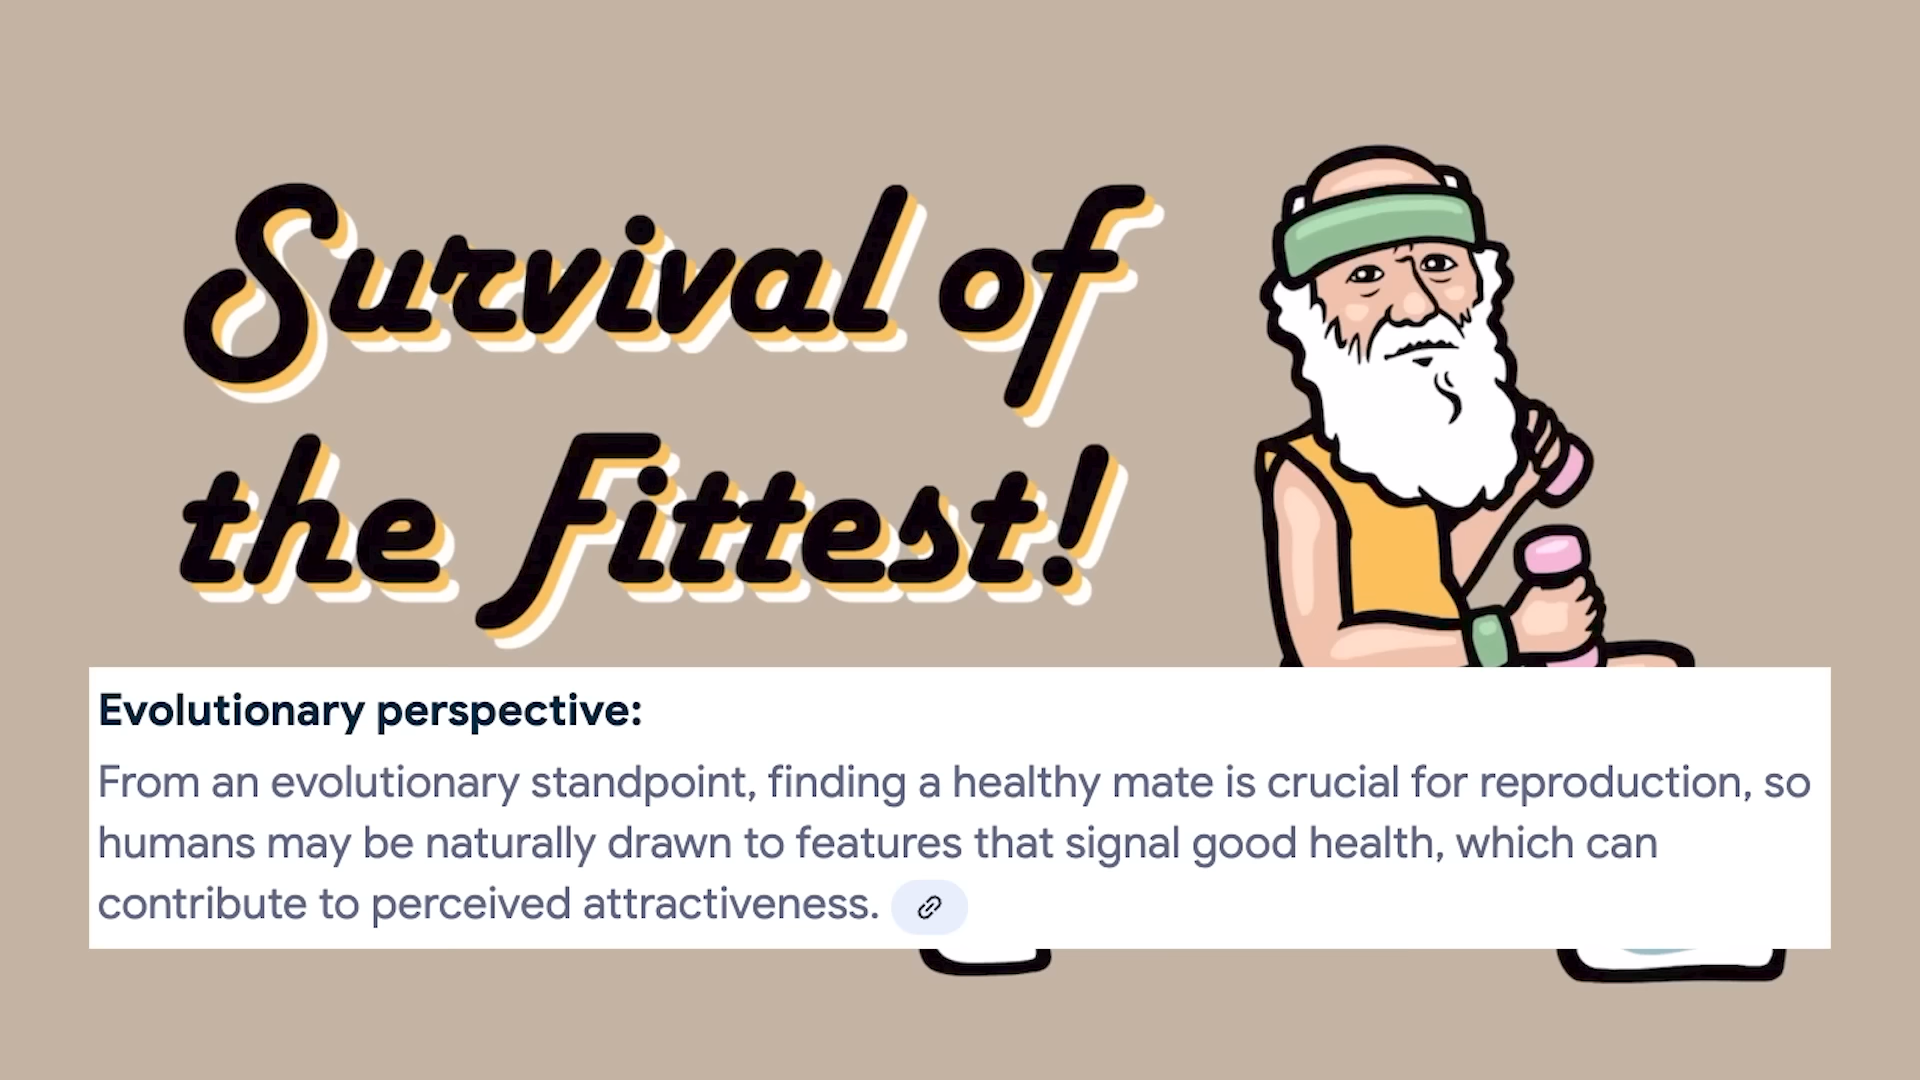 Survival of
the Fittest!
Evolutionary perspective:
From an evolutionary standpoint, finding a healthy mate is crucial for reproduction, so
humans may be naturally drawn to features that signal good health, which can
contribute to perceived attractiveness.